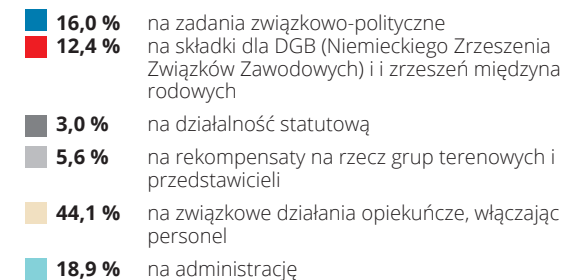 16,0 % na zadania związkowo-polityczne
12,4 % na składki dla DGB (Niemieckiego Zrzeszenia
Związków Zawodowych) i i zrzeszeń międzyna
rodowych
3,0 % na działalność statutową
5,6 % na rekompensaty na rzecz grup terenowych i
przedstawicieli
44,1 % na związkowe działania opiekuńcze, włączając
personel
18,9 % na administrację